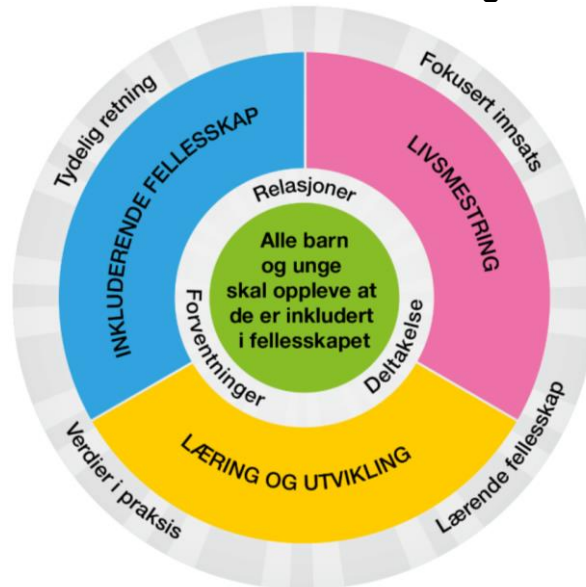 Tydelig retning
Fokusert innsats
INKLUDERENDE FELLESSKAP
LIVSMESTRING
Relasjoner
Alle barn
og unge
skal oppleve at
de er inkludert
i fellesskapet
Forventninger
Deltakelse
LÆRING OG UTVIKLING
Verdier i praksis
Lærende fellesskap